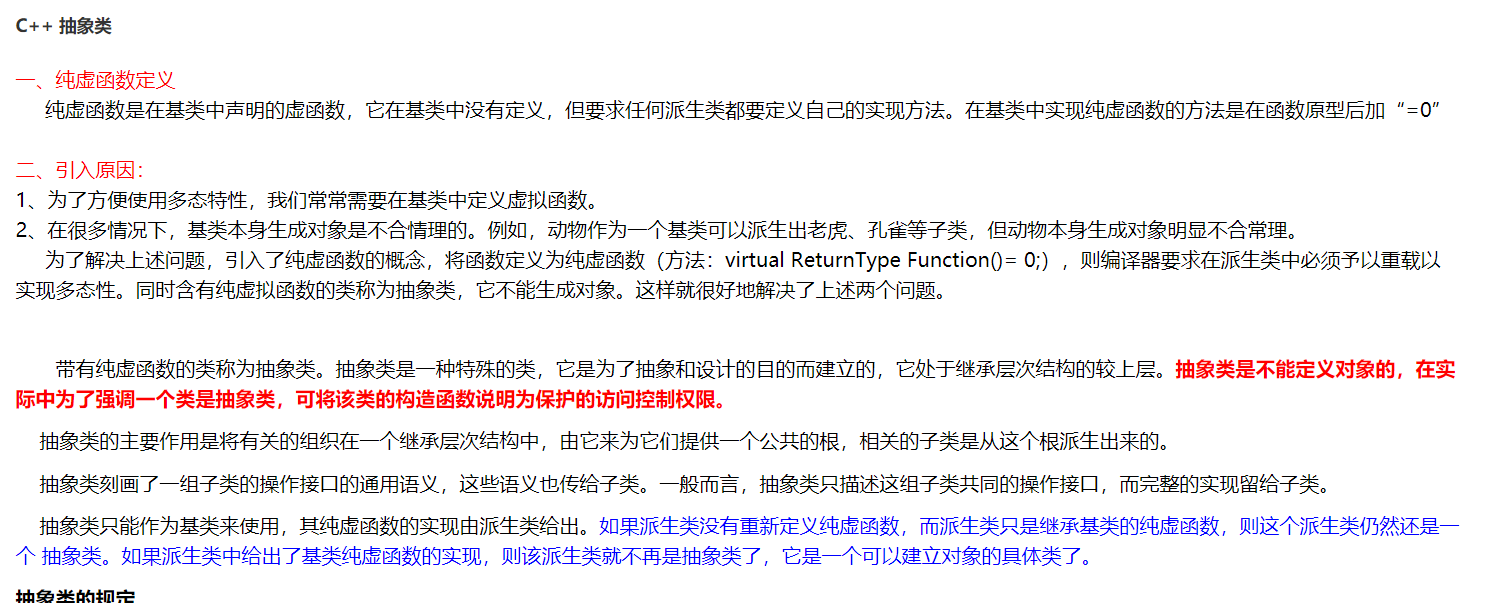 C++ 抽象类
一、纯虚函数定义
纯虚函数是在基类中声明的虚函数，它在基类中没有定义，但要求任何派生类都要定义自己的实现方法。在基类中实现纯虚函数的方法是在函数原型后加“=0”
二、引入原因：
1、为了方便使用多态特性，我们常常需要在基类中定义虚拟函数。
2、在很多情况下，基类本身生成对象是不合情理的。例如，动物作为一个基类可以派生出老虎、孔雀等子类，但动物本身生成对象明显不合常理。
为了解决上述问题，引入了纯虚函数的概念，将函数定义为纯虚函数（方法：virtual ReturnType Function()= 0;），则编译器要求在派生类中必须予以重载以
实现多态性。同时含有纯虚拟函数的类称为抽象类，它不能生成对象。这样就很好地解决了上述两个问题。
带有纯虚函数的类称为抽象类。抽象类是一种特殊的类，它是为了抽象和设计的目的而建立的，它处于继承层次结构的较上层。抽象类是不能定义对象的，在实
际中为了强调一个类是抽象类，可将该类的构造函数说明为保护的访问控制权限。
抽象类的主要作用是将有关的组织在一个继承层次结构中，由它来为它们提供一个公共的根，相关的子类是从这个根派生出来的。
抽象类刻画了一组子类的操作接口的通用语义，这些语义也传给子类。一般而言，抽象类只描述这组子类共同的操作接口，而完整的实现留给子类。
抽象类只能作为基类来使用，其纯虚函数的实现由派生类给出。如果派生类没有重新定义纯虚函数，而派生类只是继承基类的纯虚函数，则这个派生类仍然还是一
个 抽象类。如果派生类中给出了基类纯虚函数的实现，则该派生类就不再是抽象类了，它是一个可以建立对象的具体类了。
抽象类的规定